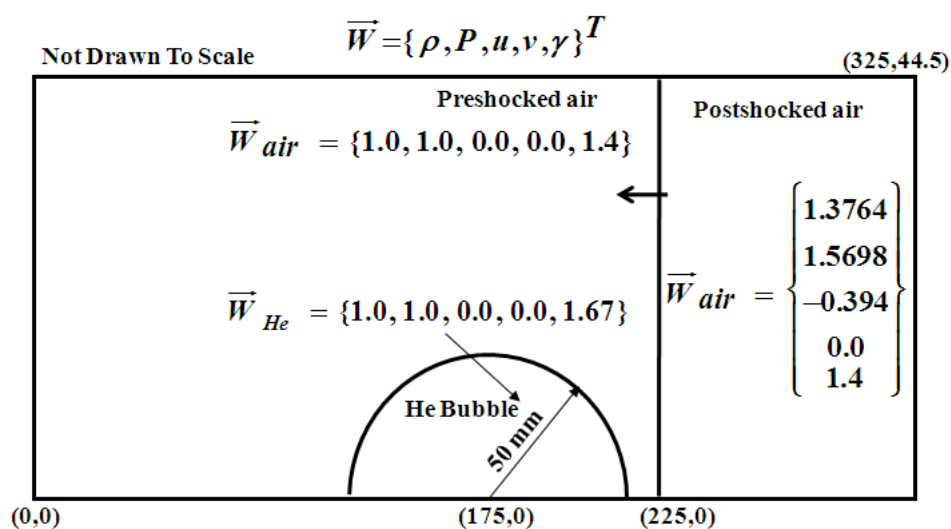 W = {ρ, P, u, v, γ}ᵀ
Not Drawn To Scale
(325,44.5)
Preshocked air
Postshocked air
W air = {1.0, 1.0, 0.0, 0.0, 1.4}
W He = {1.0, 1.0, 0.0, 0.0, 1.67}
W air =
1.3764
1.5698
−0.394
0.0
1.4
He Bubble
50 mm
(0,0)
(175,0)
(225,0)